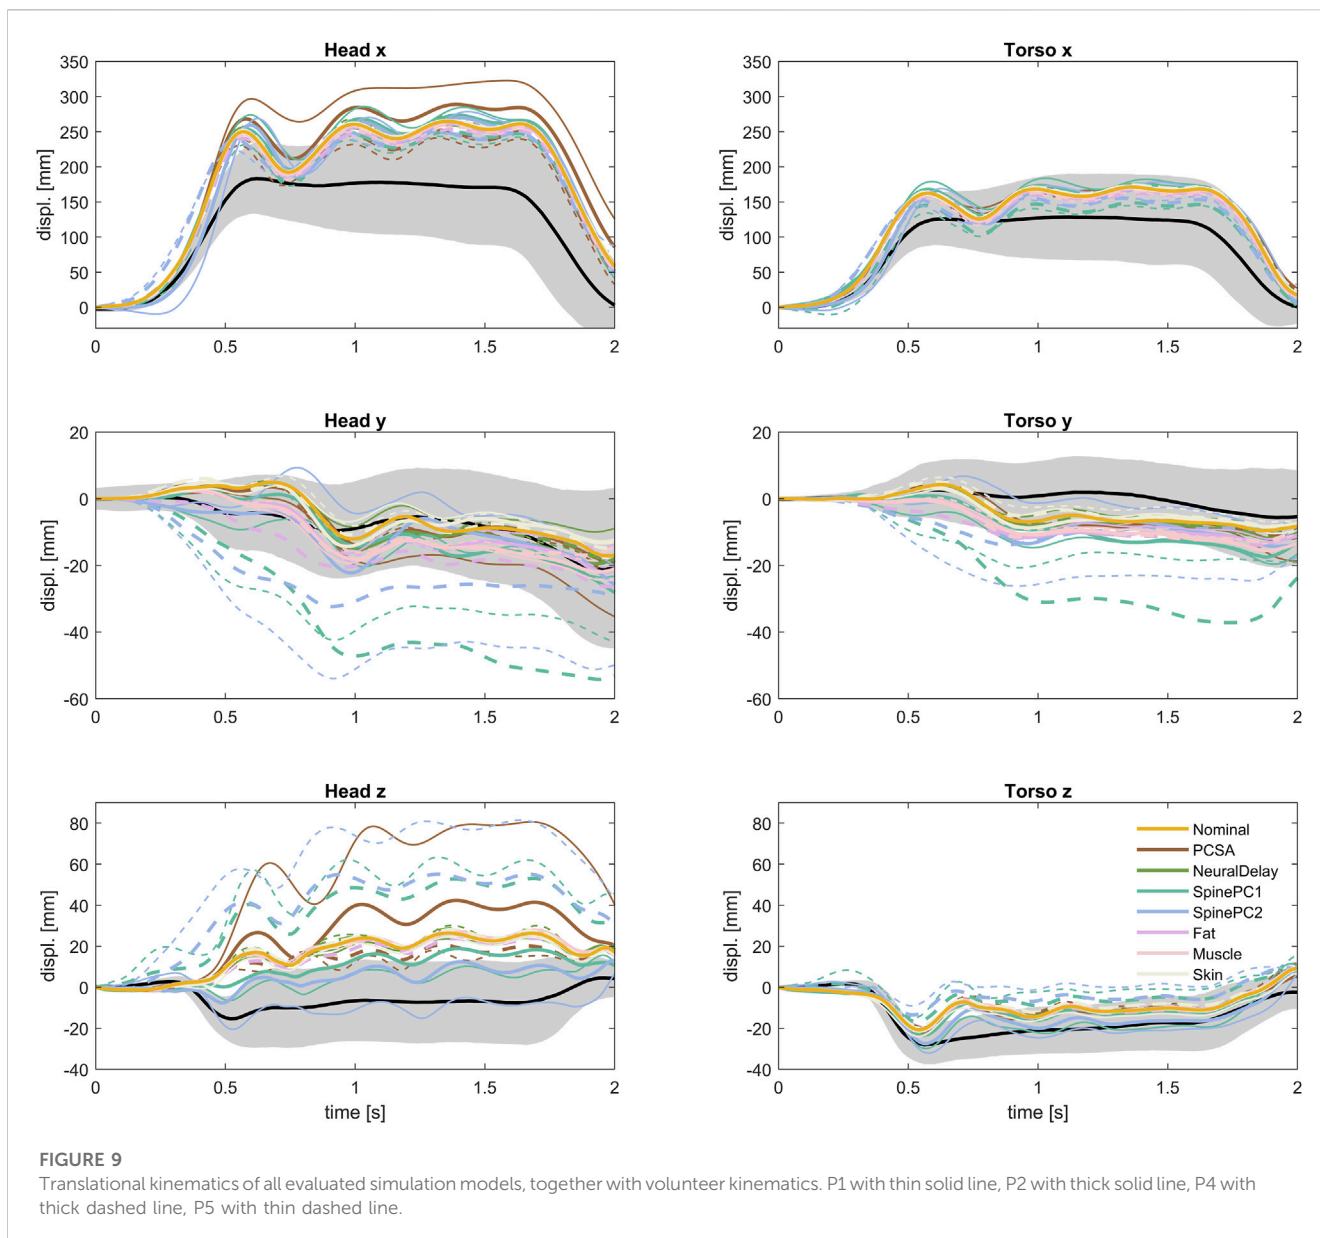 Head x
Torso x
350
300
250
200
150
100
50
0
displ. [mm]
0 0.5 1 1.5 2
350
300
250
200
150
100
50
0
displ. [mm]
0 0.5 1 1.5 2
Head y
Torso y
20
0
-20
-40
-60
displ. [mm]
0 0.5 1 1.5 2
20
0
-20
-40
-60
displ. [mm]
0 0.5 1 1.5 2
Head z
Torso z
80
60
40
20
0
-20
-40
displ. [mm]
0 0.5 1 1.5 2
time [s]
80
60
40
20
0
-20
-40
displ. [mm]
Nominal
PCSA
NeuralDelay
SpinePC1
SpinePC2
Fat
Muscle
Skin
0 0.5 1 1.5 2
time [s]
FIGURE 9
Translational kinematics of all evaluated simulation models, together with volunteer kinematics. P1 with thin solid line, P2 with thick solid line, P4 with
thick dashed line, P5 with thin dashed line.